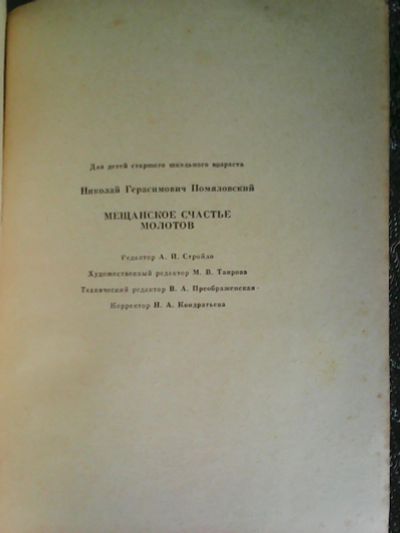 Для детей старшего школьного возраста
Николай Герасимович Помяловский
МЕЩАНСКОЕ СЧАСТЬЕ
МОЛОТОВ
Редактор А. И. Стройло
Художественный редактор М. В. Таирова
Технический редактор В. А. Преображенская
Корректор Н. А. Кондратьева